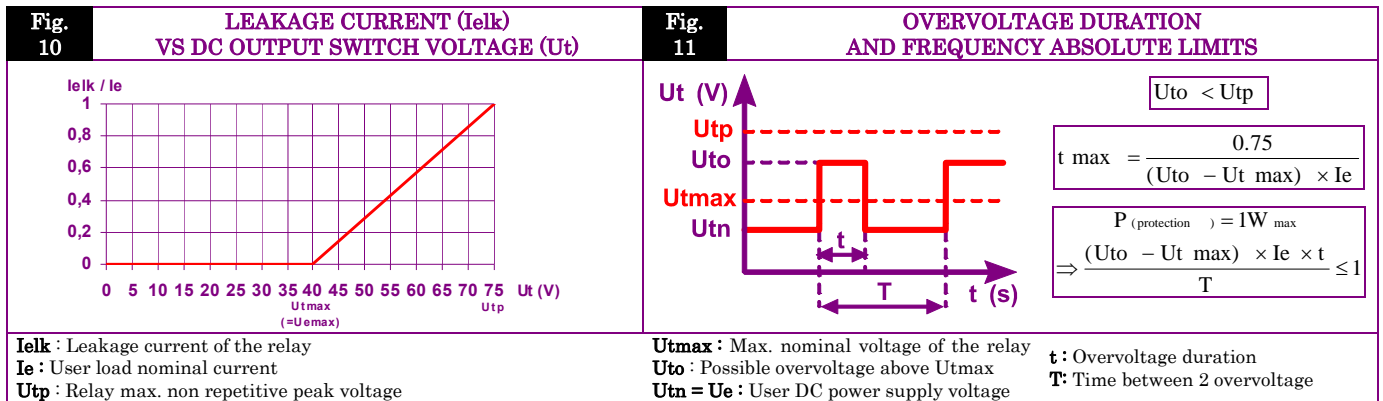 Fig.
10
LEAKAGE CURRENT (Ielk)
VS DC OUTPUT SWITCH VOLTAGE (Ut)
Ielk / Ie
1
0,8
0,6
0,4
0,2
0
0 5 10 15 20 25 30 35 40 45 50 55 60 65 70 75 Ut (V)
Utmax
(=Uemax)
Utp
Ielk : Leakage current of the relay
Ie : User load nominal current
Utp : Relay max. non repetitive peak voltage
Fig.
11
OVERVOLTAGE DURATION
AND FREQUENCY ABSOLUTE LIMITS
Ut (V)
Utp
Uto
Utmax
Utn
t
T
t (s)
Uto < Utp
t max = 0.75 / (Uto – Ut max) × Ie
P (protection ) = 1W max
⇒ (Uto – Ut max) × Ie × t / T ≤ 1
Utmax : Max. nominal voltage of the relay
Uto : Possible overvoltage above Utmax
Utn = Ue : User DC power supply voltage
t : Overvoltage duration
T: Time between 2 overvoltage